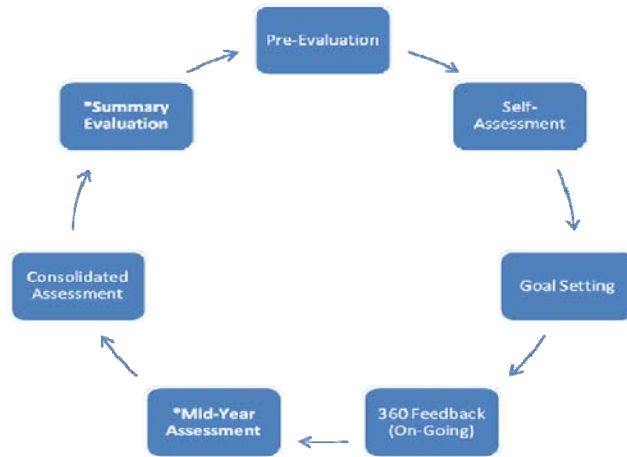 Pre-Evaluation
Self-
Assessment
Goal Setting
360 Feedback
(On-Going)
*Mid-Year
Assessment
Consolidated
Assessment
*Summary
Evaluation